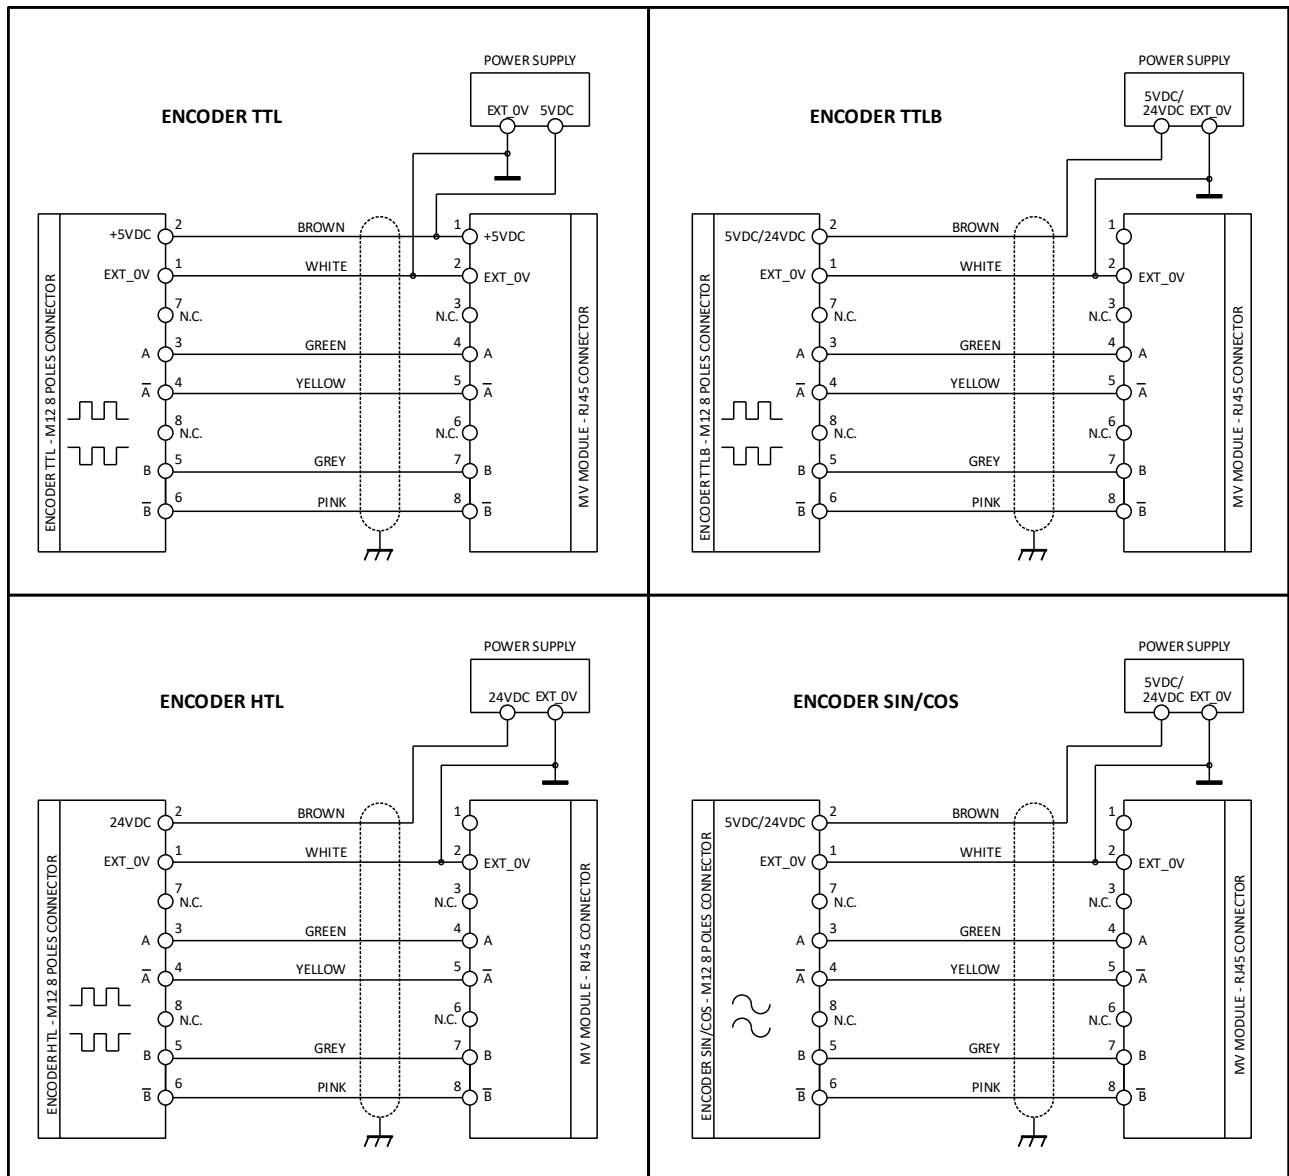 POWER SUPPLY
EXT_0V 5VDC
ENCODER TTL
ENCODER TTL - M12 8 POLES CONNECTOR
MV MODULE - RJ45 CONNECTOR
+5VDC 2 BROWN 1 +5VDC
EXT_0V 1 WHITE 2 EXT_0V
7 N.C. 3 N.C.
A 3 GREEN 4 A
A̅ 4 YELLOW 5 A̅
8 N.C. 6 N.C.
B 5 GREY 7 B
B̅ 6 PINK 8 B̅
POWER SUPPLY
5VDC/
24VDC EXT_0V
ENCODER TTLB
ENCODER TTLB - M12 8 POLES CONNECTOR
MV MODULE - RJ45 CONNECTOR
5VDC/24VDC 2 BROWN 1
EXT_0V 1 WHITE 2 EXT_0V
7 N.C. 3 N.C.
A 3 GREEN 4 A
A̅ 4 YELLOW 5 A̅
8 N.C. 6 N.C.
B 5 GREY 7 B
B̅ 6 PINK 8 B̅
POWER SUPPLY
24VDC EXT_0V
ENCODER HTL
ENCODER HTL - M12 8 POLES CONNECTOR
MV MODULE - RJ45 CONNECTOR
24VDC 2 BROWN 1
EXT_0V 1 WHITE 2 EXT_0V
7 N.C. 3 N.C.
A 3 GREEN 4 A
A̅ 4 YELLOW 5 A̅
8 N.C. 6 N.C.
B 5 GREY 7 B
B̅ 6 PINK 8 B̅
POWER SUPPLY
5VDC/
24VDC EXT_0V
ENCODER SIN/COS
ENCODER SIN/COS - M12 8 POLES CONNECTOR
MV MODULE - RJ45 CONNECTOR
5VDC/24VDC 2 BROWN 1
EXT_0V 1 WHITE 2 EXT_0V
7 N.C. 3 N.C.
A 3 GREEN 4 A
A̅ 4 YELLOW 5 A̅
8 N.C. 6 N.C.
B 5 GREY 7 B
B̅ 6 PINK 8 B̅